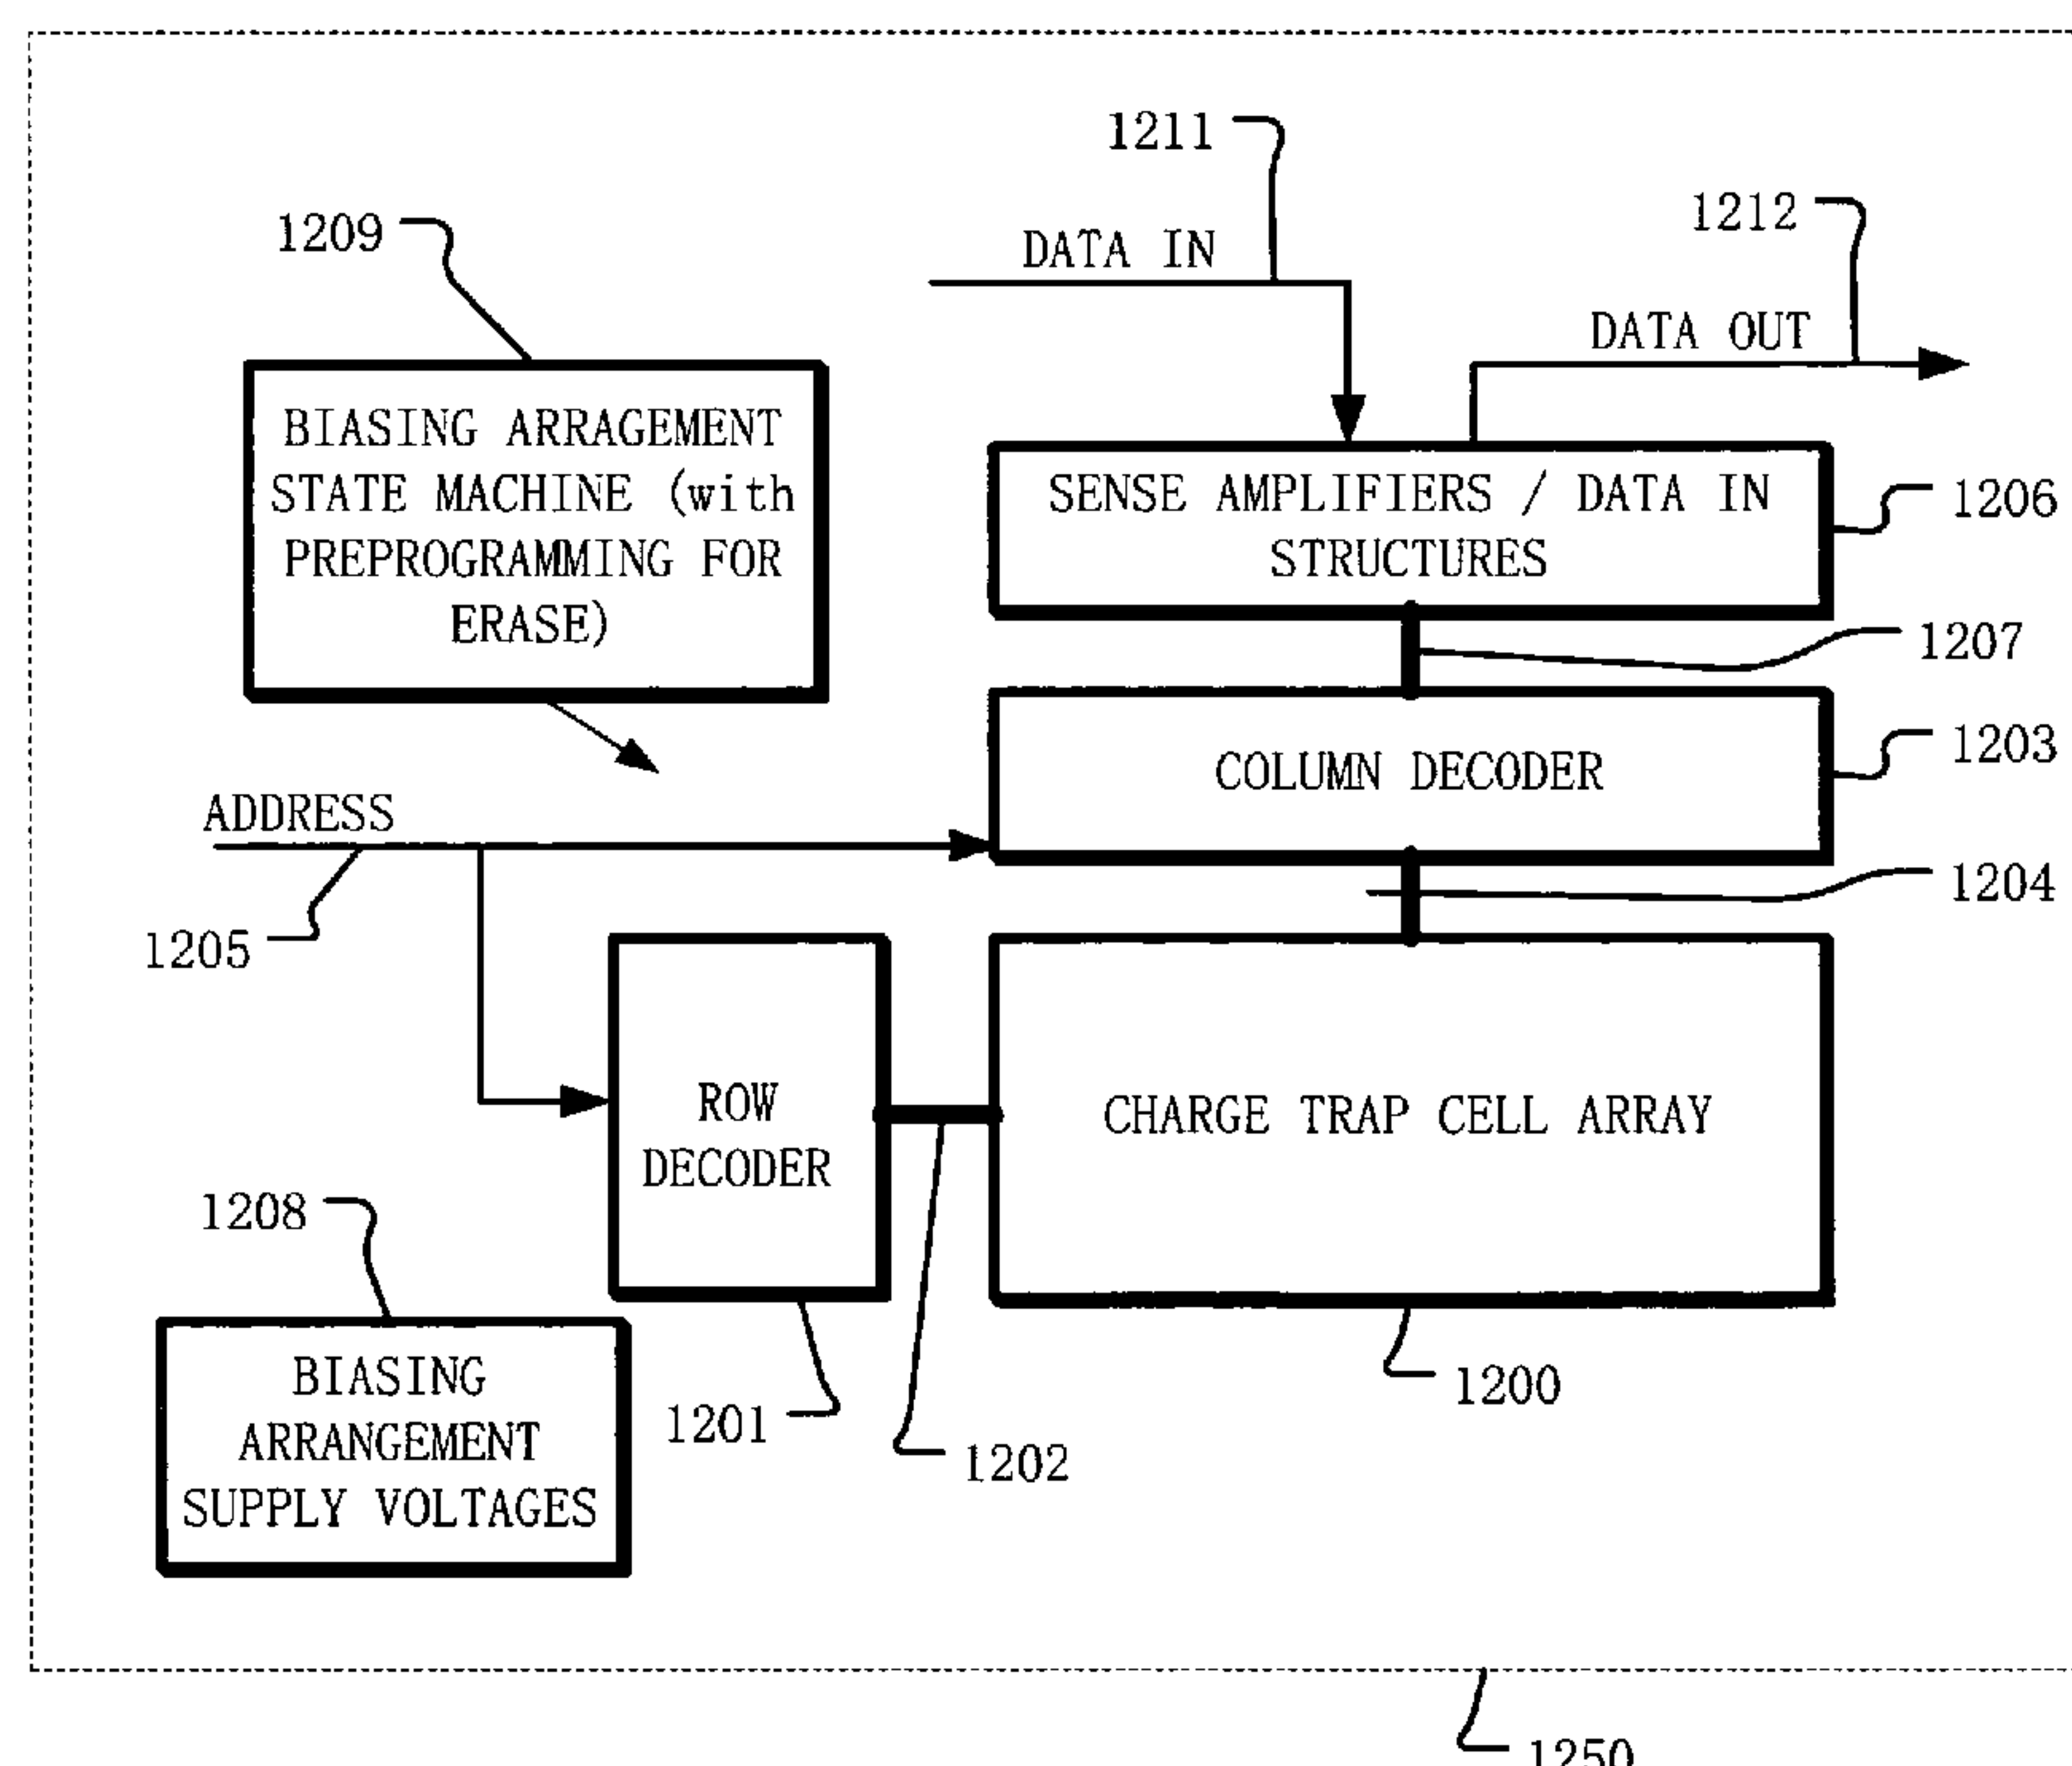 1211
1212
1209
DATA IN
DATA OUT
BIASING ARRAGEMENT
STATE MACHINE (with
PREPROGRAMMING FOR
ERASE)
SENSE AMPLIFIERS / DATA IN
STRUCTURES
1206
1207
COLUMN DECODER
1203
ADDRESS
1204
1205
ROW
DECODER
CHARGE TRAP CELL ARRAY
1208
BIASING
ARRANGEMENT
SUPPLY VOLTAGES
1201
1202
1200
1250